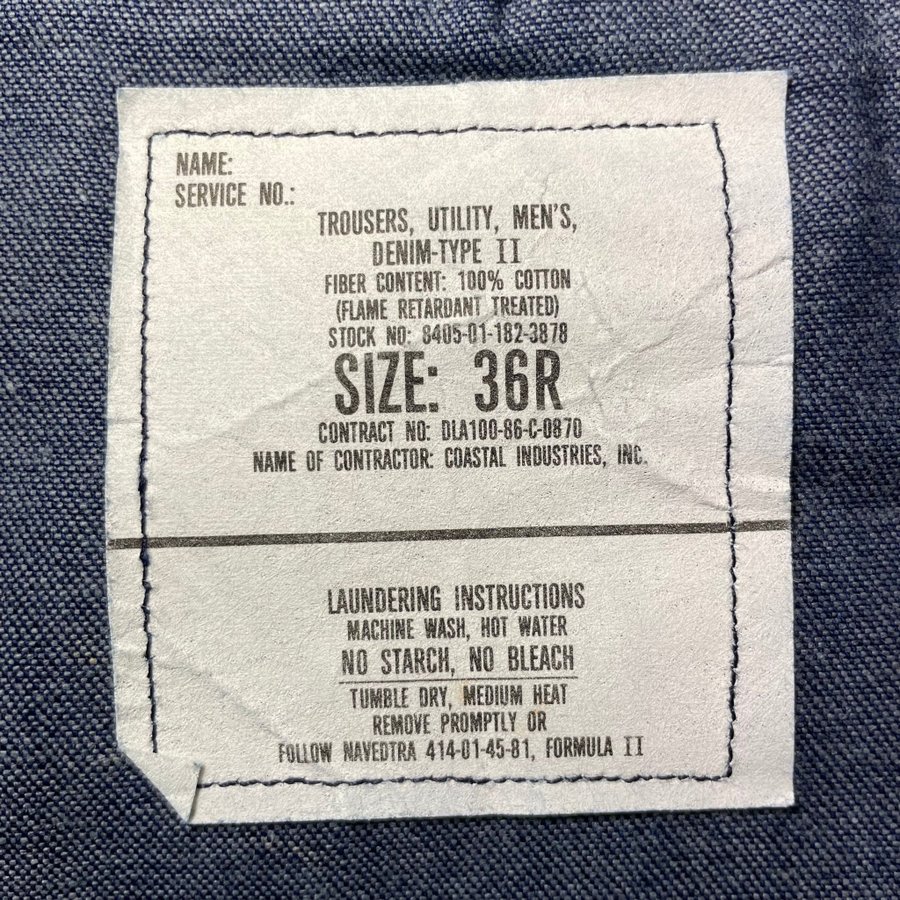 NAME:
SERVICE NO.:
TROUSERS, UTILITY, MEN'S,
DENIM-TYPE II
FIBER CONTENT: 100% COTTON
(FLAME RETARDANT TREATED)
STOCK NO: 8405-01-182-3878
SIZE: 36R
CONTRACT NO: DLA100-86-C-0870
NAME OF CONTRACTOR: COASTAL INDUSTRIES, INC.
LAUNDERING INSTRUCTIONS
MACHINE WASH, HOT WATER
NO STARCH, NO BLEACH
TUMBLE DRY, MEDIUM HEAT
REMOVE PROMPTLY OR
FOLLOW NAVEDTRA 414-01-45-81, FORMULA II